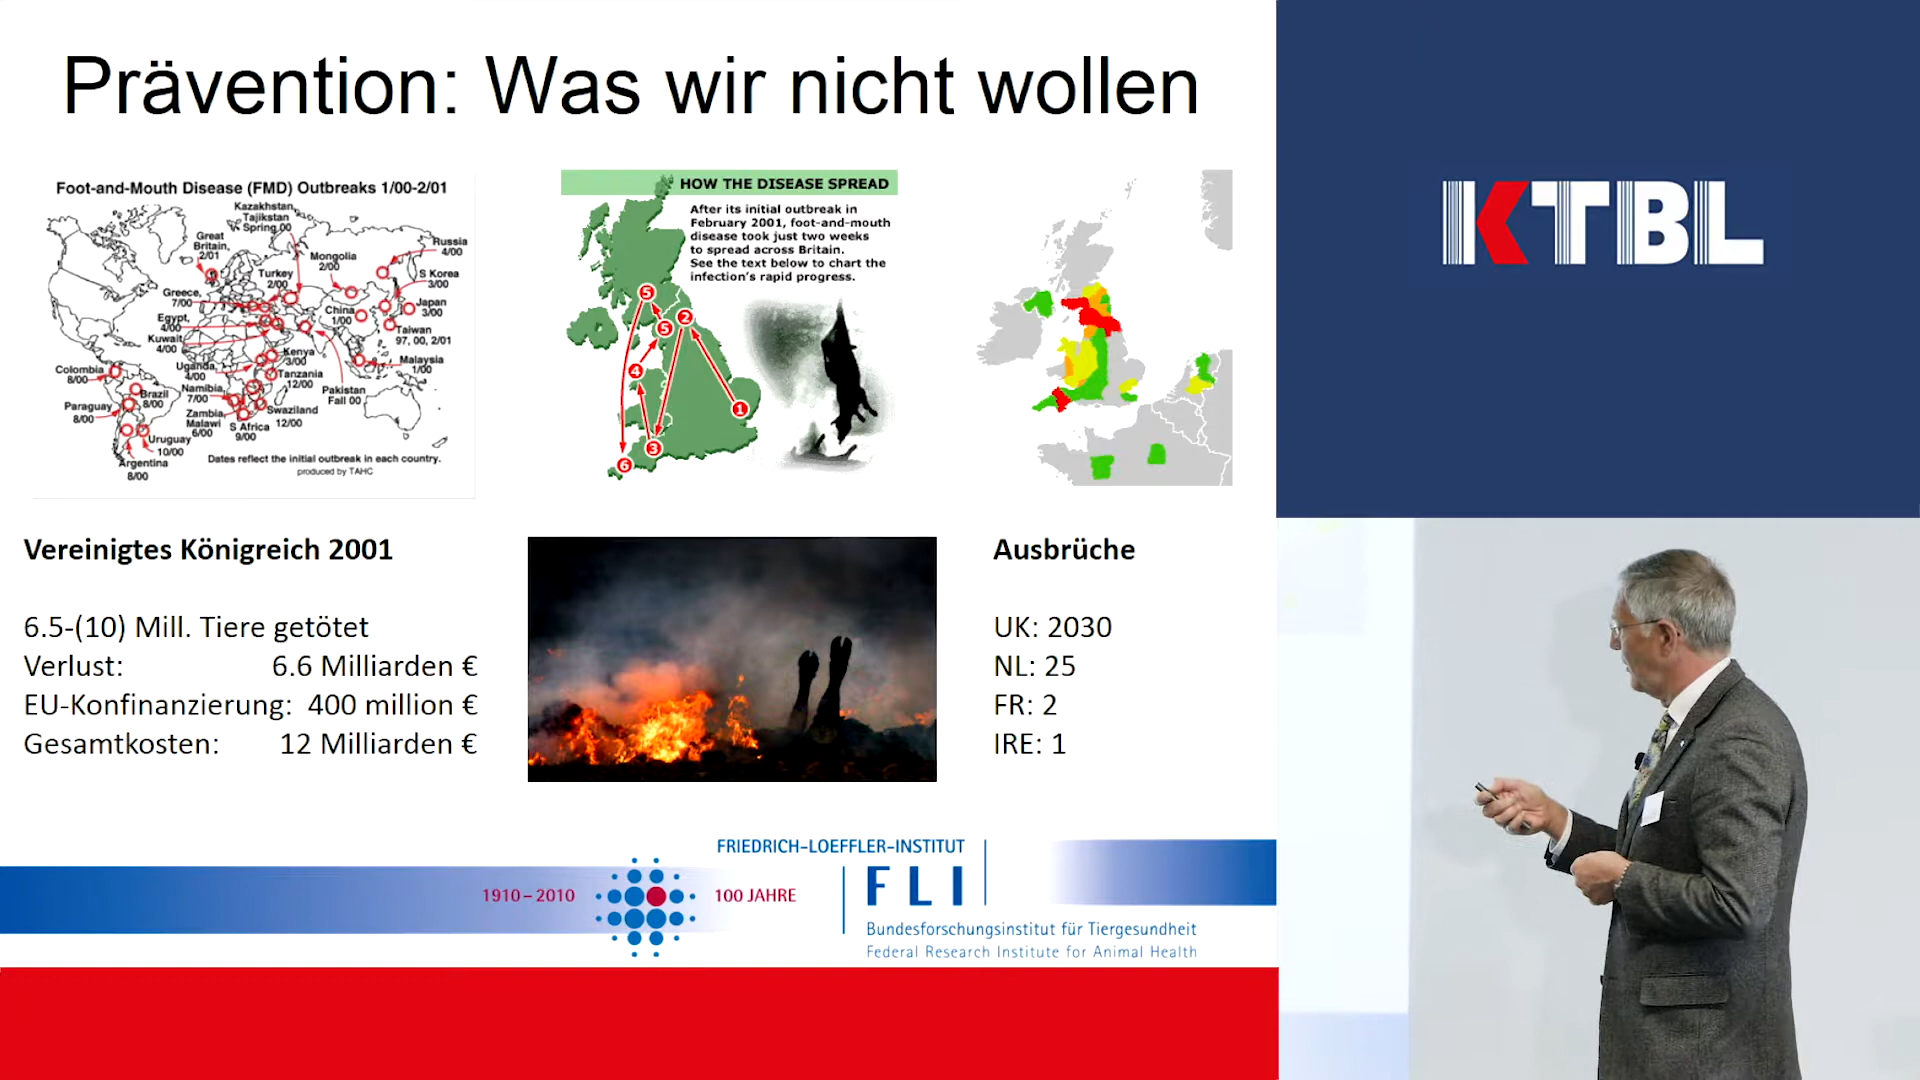 Prävention: Was wir nicht wollen
KTBL
Foot-and-Mouth Disease (FMD) Outbreaks 1/00-2/01
Kazakhstan,
Tajikstan
Spring 00
Great
Britain,
2/01
Mongolia
2/00
Russia
4/00
Turkey
2/00
S Korea
3/00
Greece,
7/00
Japan
3/00
China
1/00
Egypt,
4/00
Taiwan
97, 00, 2/01
Kuwait
4/00
Kenya
3/00
Malaysia
1/00
Uganda,
4/00
Colombia
8/00
Tanzania
12/00
Namibia,
7/00
Pakistan
Fall 00
Brazil
8/00
Paraguay
8/00
Zambia,
Malawi
6/00
Swaziland
12/00
S Africa
9/00
Uruguay
10/00
Argentina
8/00
Dates reflect the initial outbreak in each country.
produced by TAHC
HOW THE DISEASE SPREAD
After its initial outbreak in
February 2001, foot-and-mouth
disease took just two weeks
to spread across Britain.
See the text below to chart the
infection's rapid progress.
5
2
5
4
1
3
6
Vereinigtes Königreich 2001
6.5-(10) Mill. Tiere getötet
Verlust: 6.6 Milliarden €
EU-Konfinanzierung: 400 million €
Gesamtkosten: 12 Milliarden €
Ausbrüche
UK: 2030
NL: 25
FR: 2
IRE: 1
1910–2010
100 JAHRE
FRIEDRICH-LOEFFLER-INSTITUT
FLI
Bundesforschungsinstitut für Tiergesundheit
Federal Research Institute for Animal Health